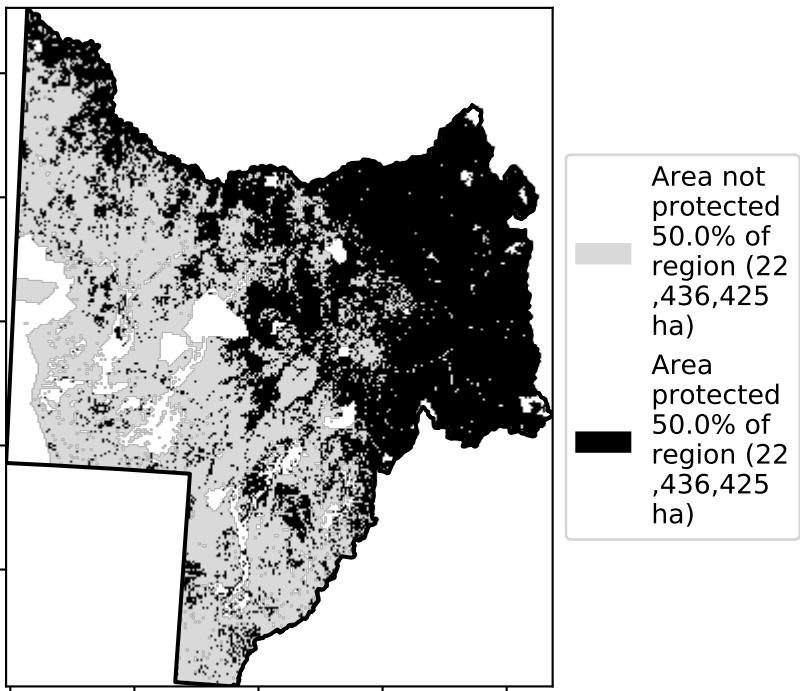 Area not
protected
50.0% of
region (22
,436,425
ha)
Area
protected
50.0% of
region (22
,436,425
ha)